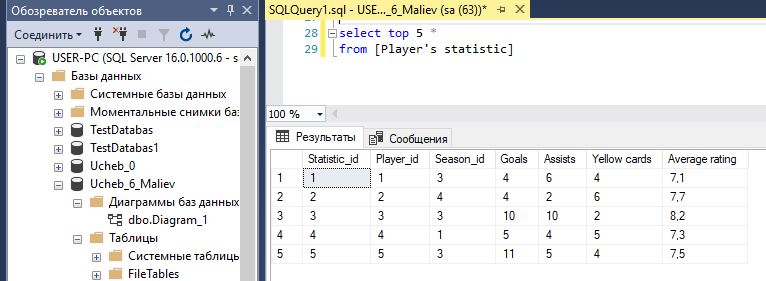 Обозреватель объектов
Соединить
USER-PC (SQL Server 16.0.1000.6 - s
Базы данных
Системные базы данных
Моментальные снимки баз
TestDatabas
TestDatabas1
Ucheb_0
Ucheb_6_Maliev
Диаграммы баз данных
dbo.Diagram_1
Таблицы
Системные таблицы
FileTables
SQLQuery1.sql - USE..._6_Maliev (sa (63))*
28 select top 5 *
29 from [Player's statistic]
100 %
Результаты Сообщения
Statistic_id Player_id Season_id Goals Assists Yellow cards Average rating
1 1 1 3 4 6 4 7,1
2 2 2 4 4 2 6 7,7
3 3 3 3 10 10 2 8,2
4 4 4 1 5 4 5 7,3
5 5 5 3 11 5 4 7,5